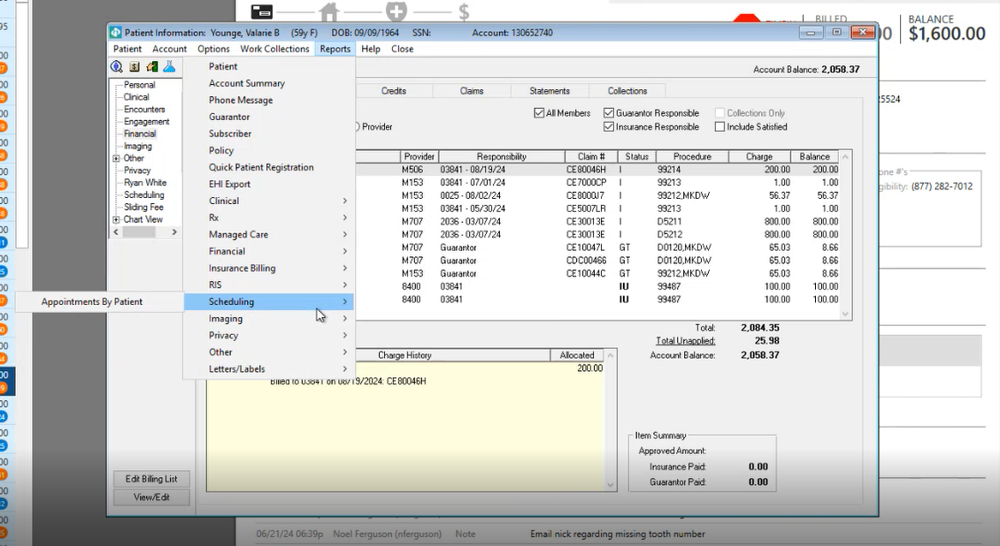 BILLED
BALANCE
$1,600.00
Patient Information: Younge, Valarie B (59y F) DOB: 09/09/1964 SSN: Account: 130652740
Patient Account Options Work Collections Reports Help Close
Account Balance: 2,058.37
Personal
Clinical
Encounters
Engagement
Financial
Imaging
Other
Privacy
Ryan White
Scheduling
Sliding Fee
Chart View
Patient
Account Summary
Phone Message
Guarantor
Subscriber
Policy
Quick Patient Registration
EHI Export
Clinical
Rx
Managed Care
Financial
Insurance Billing
RIS
Scheduling
Imaging
Privacy
Other
Letters/Labels
Appointments By Patient
Credits Claims Statements Collections
All Members Guarantor Responsible Collections Only
Provider Insurance Responsible Include Satisfied
Provider Responsibility Claim # Status Procedure Charge Balance
M506 03841 - 08/19/24 CE80046H I 99214 200.00 200.00
M153 03841 - 07/01/24 CE7000CP I 99213 1.00 1.00
M153 0025 - 08/02/24 CE8000J7 I 99212,MKDW 56.37 56.37
M153 03841 - 05/30/24 CE5007LR I 99213 1.00 1.00
M707 2036 - 03/07/24 CE30013E I D5211 800.00 800.00
M707 2036 - 03/07/24 CE30013E I D5212 800.00 800.00
M707 Guarantor CE10047L GT D0120,MKDW 65.03 8.66
M707 Guarantor CDC00466 GT D0120,MKDW 65.03 8.66
M153 Guarantor CE10044C GT 99212,MKDW 65.03 8.66
8400 03841 IU 99487 100.00 100.00
8400 03841 IU 99487 100.00 100.00
Total: 2,084.35
Total Unapplied: 25.98
Account Balance: 2,058.37
Charge History Allocated
200.00
Billed to 03841 on 08/19/2024: CE80046H
Item Summary
Approved Amount:
Insurance Paid: 0.00
Guarantor Paid: 0.00
Edit Billing List
View/Edit
25524
one #'s
gibility: (877) 282-7012
06/21/24 06:39p Noel Ferguson (nferguson) Note Email nick regarding missing tooth number